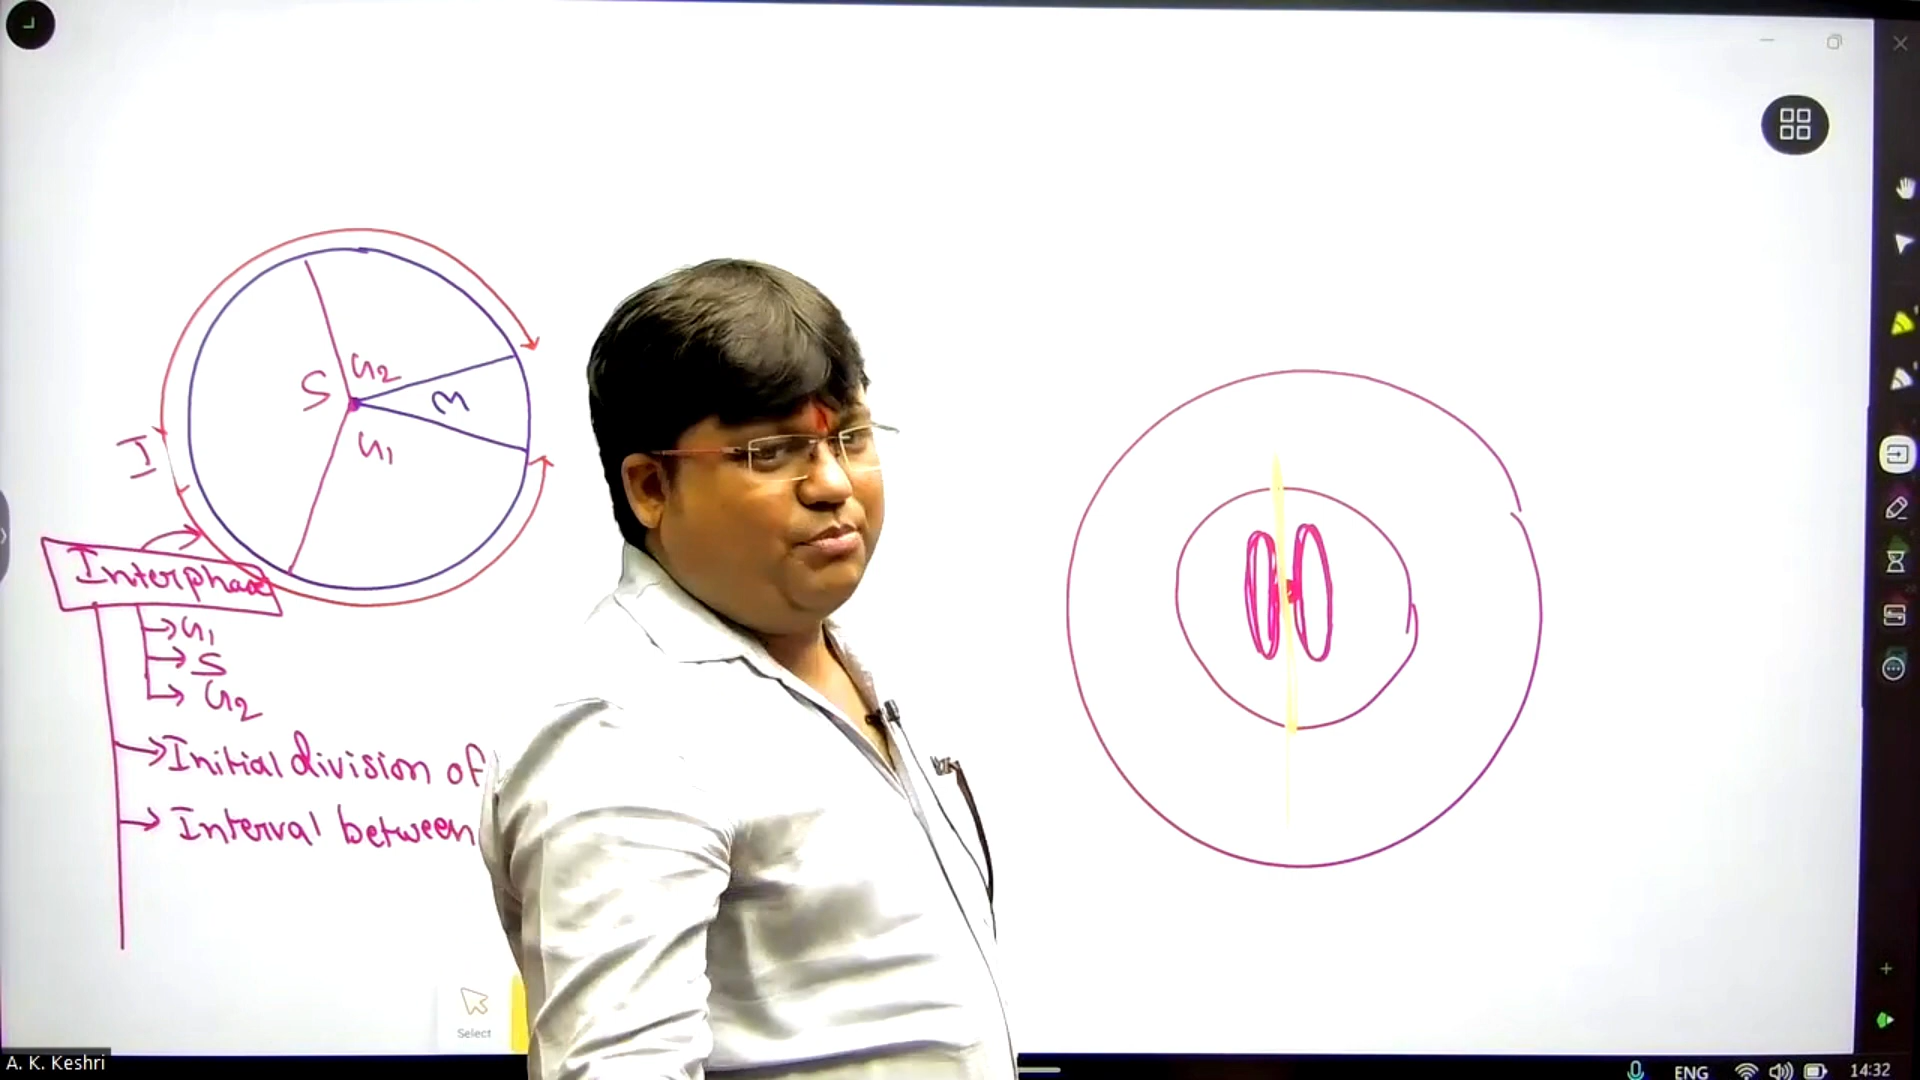 G2
S
M
G1
I
Interphase
G1
S
G2
Initial division of
Interval between
Select
A. K. Keshri
ENG
14:32